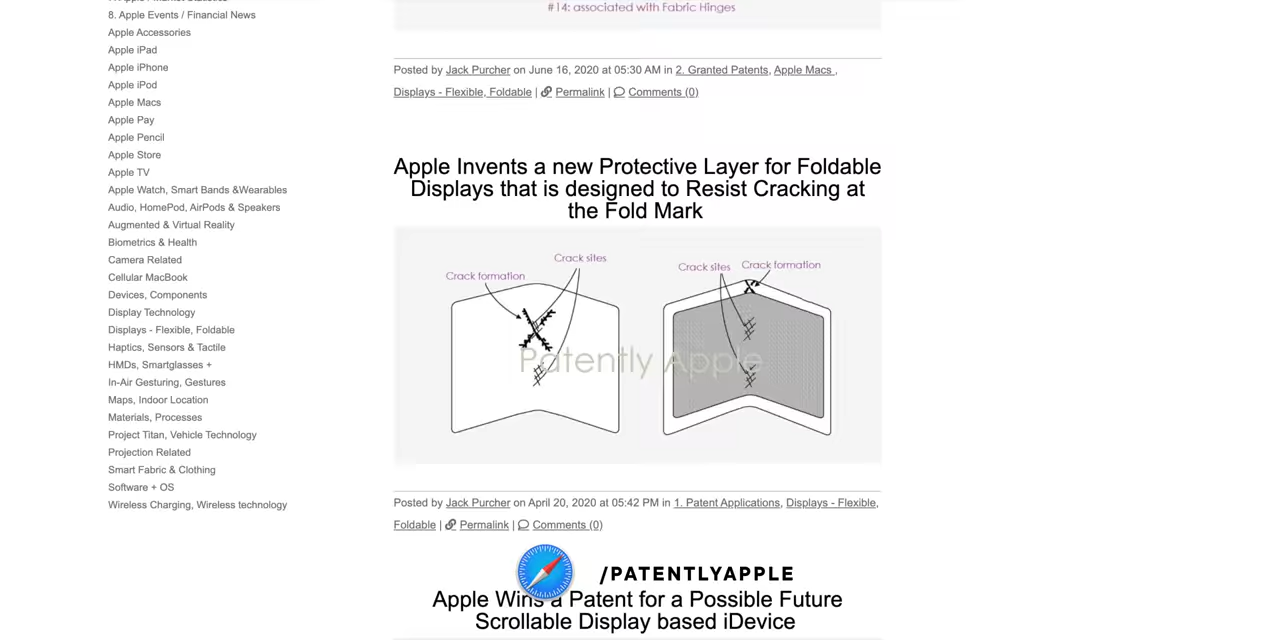 8. Apple Events / Financial News
Apple Accessories
Apple iPad
Apple iPhone
Apple iPod
Apple Macs
Apple Pay
Apple Pencil
Apple Store
Apple TV
Apple Watch, Smart Bands &Wearables
Audio, HomePod, AirPods & Speakers
Augmented & Virtual Reality
Biometrics & Health
Camera Related
Cellular MacBook
Devices, Components
Display Technology
Displays - Flexible, Foldable
Haptics, Sensors & Tactile
HMDs, Smartglasses +
In-Air Gesturing, Gestures
Maps, Indoor Location
Materials, Processes
Project Titan, Vehicle Technology
Projection Related
Smart Fabric & Clothing
Software + OS
Wireless Charging, Wireless technology
#14: associated with Fabric Hinges
Posted by Jack Purcher on June 16, 2020 at 05:30 AM in 2. Granted Patents, Apple Macs ,
Displays - Flexible, Foldable | Permalink | Comments (0)
Apple Invents a new Protective Layer for Foldable
Displays that is designed to Resist Cracking at
the Fold Mark
Crack sites
Crack formation
Crack sites
Crack formation
Patently Apple
Posted by Jack Purcher on April 20, 2020 at 05:42 PM in 1. Patent Applications, Displays - Flexible,
Foldable | Permalink | Comments (0)
/PATENTLYAPPLE
Apple Wins a Patent for a Possible Future
Scrollable Display based iDevice